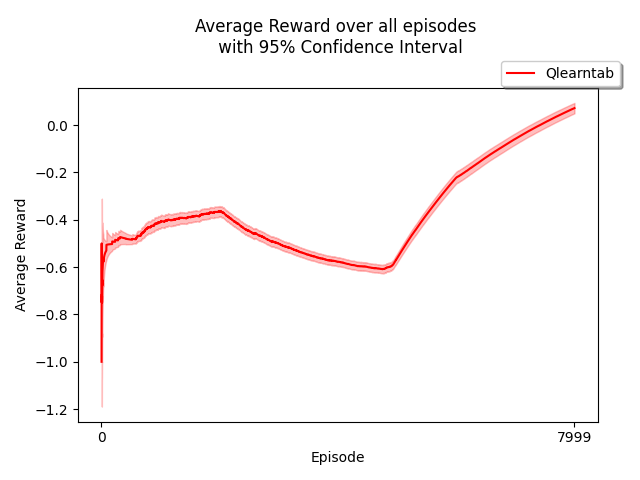 Average Reward over all episodes
with 95% Confidence Interval
Qlearntab
0.0
−0.2
−0.4
−0.6
−0.8
−1.0
−1.2
Average Reward
0
7999
Episode